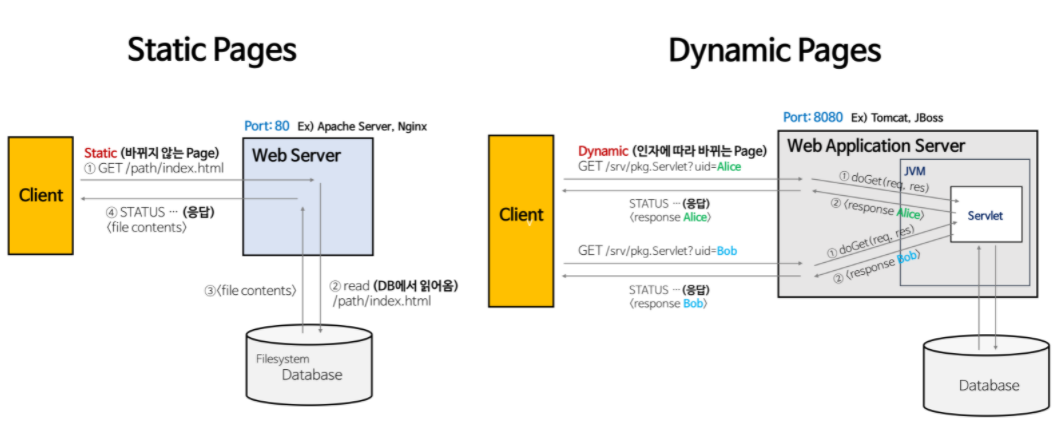 Static Pages
Port: 80 Ex) Apache Server, Nginx
Static (바뀌지 않는 Page)
① GET /path/index.html
Web Server
Client
④ STATUS ··· (응답)
〈file contents〉
③〈file contents〉
② read (DB에서 읽어옴)
/path/index.html
Filesystem
Database
Dynamic Pages
Port: 8080 Ex) Tomcat, JBoss
Dynamic (인자에 따라 바뀌는 Page)
GET /srv/pkg.Servlet?uid=Alice
Web Application Server
JVM
① doGet(req, res)
STATUS ··· (응답)
〈response Alice〉
② 〈response Alice〉
Servlet
Client
① doGet(req, res)
GET /srv/pkg.Servlet?uid=Bob
② 〈response Bob〉
STATUS ··· (응답)
〈response Bob〉
Database